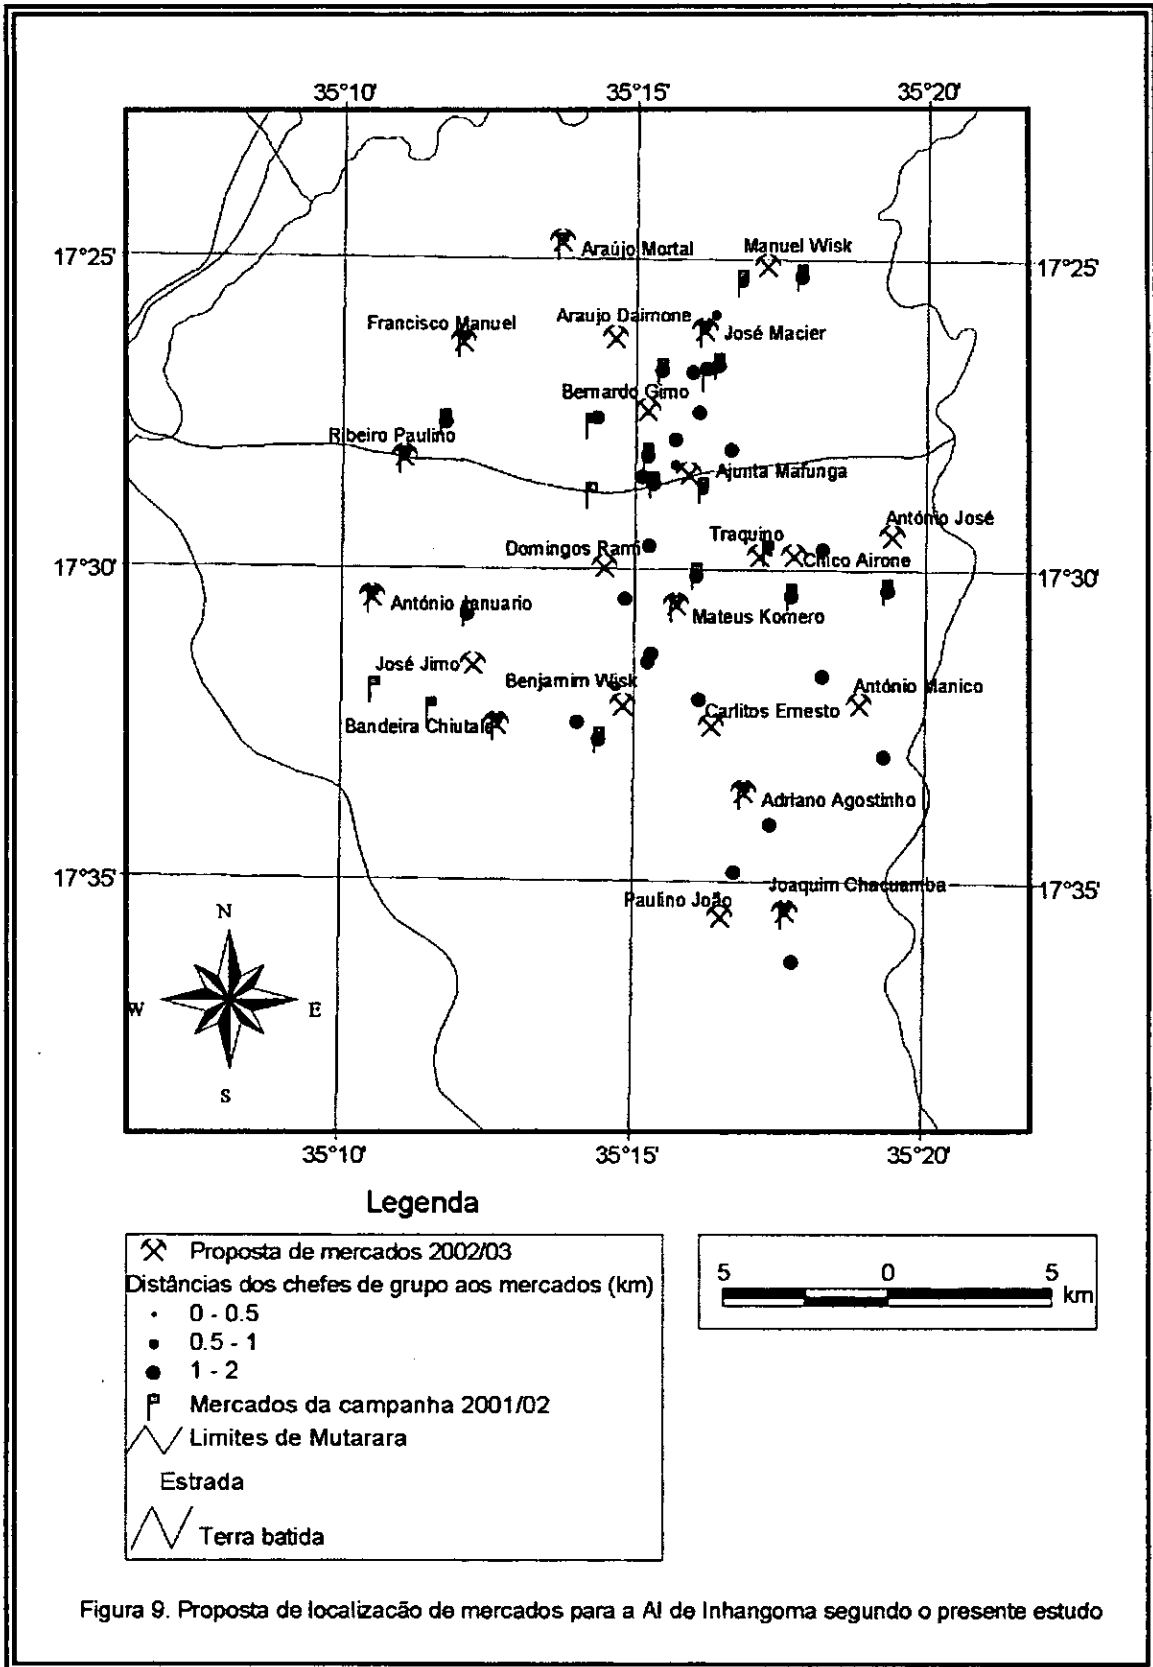 35°10' 35°15' 35°20'
Araújo Mortal
Manuel Wisk
17°25' 17°25'
Francisco Manuel
Araujo Daimone
José Macier
Bernardo Gimo
Ribeiro Paulino
Ajunta Mafunga
António José
Traquino
Domingos Rami
Chico Airone
17°30' 17°30'
António Januario
Mateus Komero
José Jimo
Benjamim Wisk
António Manico
Bandeira Chiutale
Carlitos Ernesto
Adriano Agostinho
17°35' 17°35'
Joaquim Chacuamba
Paulino João
N
W E
S
35°10' 35°15' 35°20'
Legenda
Proposta de mercados 2002/03
Distâncias dos chefes de grupo aos mercados (km)
0 - 0.5
0.5 - 1
1 - 2
Mercados da campanha 2001/02
Limites de Mutarara
Estrada
Terra batida
5 0 5
km
Figura 9. Proposta de localizacão de mercados para a AI de Inhangoma segundo o presente estudo